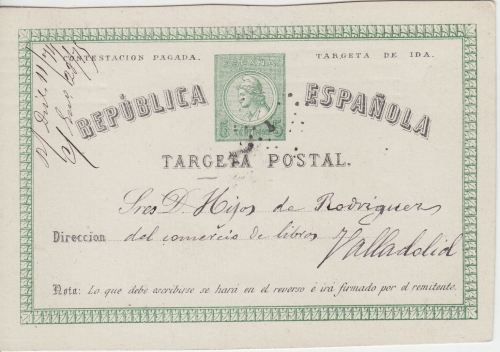 CONTESTACION PAGADA. TARGETA DE IDA.
REPÚBLICA ESPAÑOLA
TARGETA POSTAL.
Sres D. Hijos de Rodriguez
Direccion del comercio de libros
Valladolid
Nota: Lo que debe escribirse se hará en el reverso é irá firmado por el remitente.